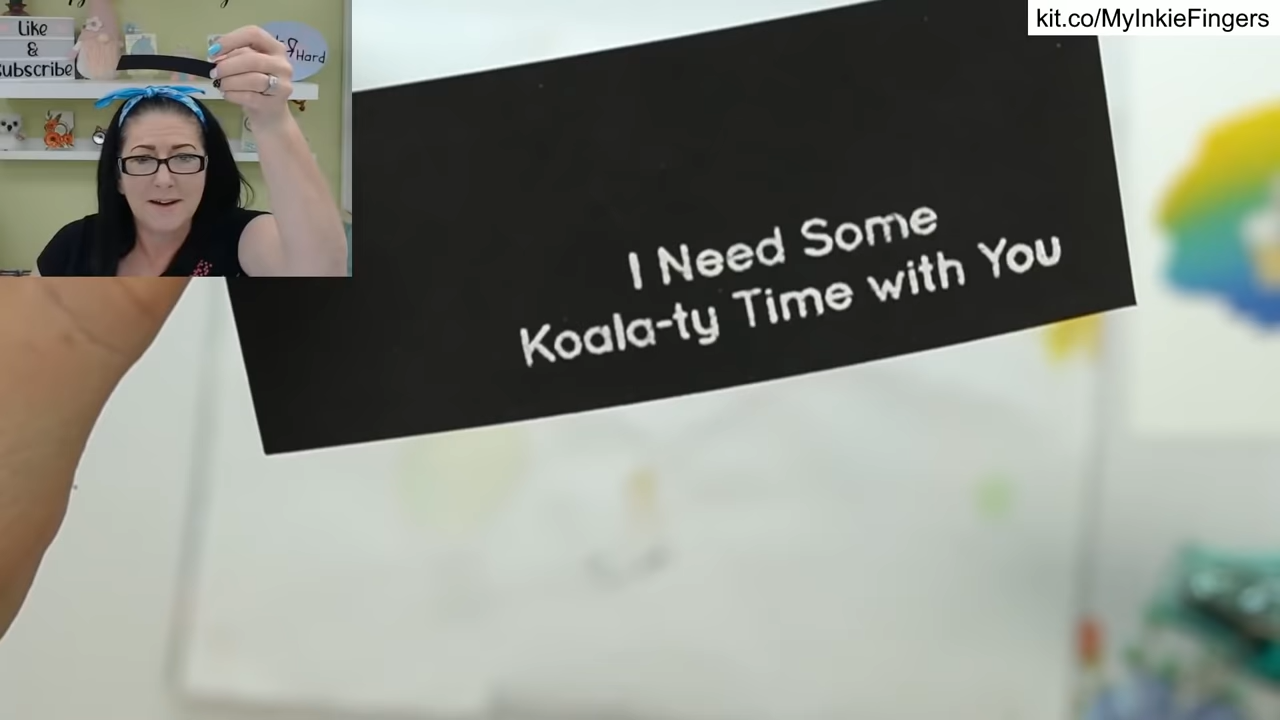 kit.co/MyInkieFingers
Like
&
Subscribe
Hard
I Need Some
Koala-ty Time with You